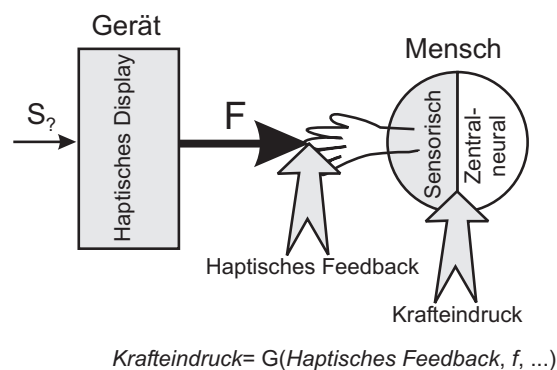 Gerät
Mensch
S?
Haptisches Display
F
Sensorisch
Zentral-
neural
Haptisches Feedback
Krafteindruck
Krafteindruck= G(Haptisches Feedback, f, ...)